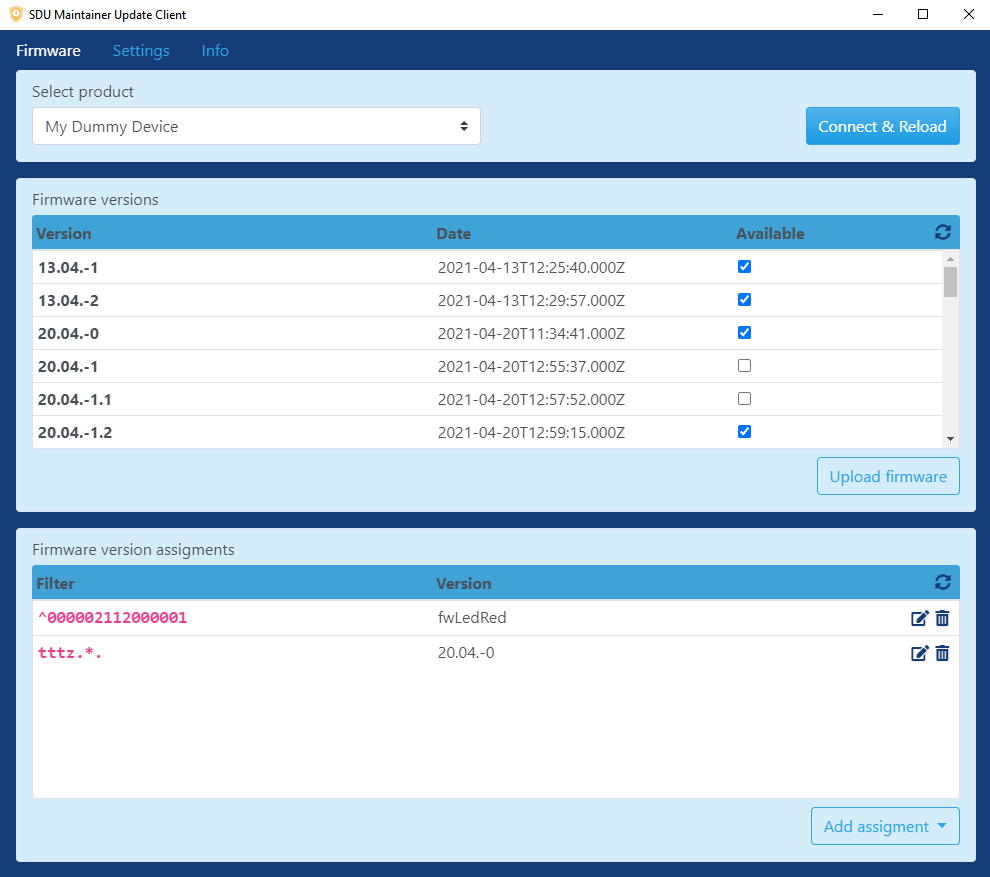 SDU Maintainer Update Client
Firmware Settings Info
Select product
My Dummy Device Connect & Reload
Firmware versions
Version Date Available
13.04.-1 2021-04-13T12:25:40.000Z
13.04.-2 2021-04-13T12:29:57.000Z
20.04.-0 2021-04-20T11:34:41.000Z
20.04.-1 2021-04-20T12:55:37.000Z
20.04.-1.1 2021-04-20T12:57:52.000Z
20.04.-1.2 2021-04-20T12:59:15.000Z
Upload firmware
Firmware version assigments
Filter Version
^000002112000001 fwLedRed
tttz.*. 20.04.-0
Add assigment